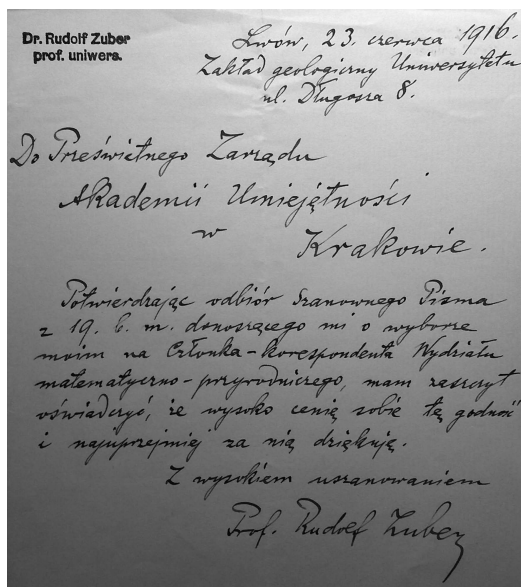 Dr. Rudolf Zuber
prof. uniwers.
Lwów, 23. czerwca 1916.
Zakład geologiczny Uniwersytetu
ul. Długosza 8.
Do Prześwietnego Zarządu
Akademii Umiejętności
w
Krakowie.
Potwierdzając odbiór Szanownego Pisma
z 19. b. m. donoszącego mi o wyborze
moim na Członka-korespondenta Wydziału
matematyczno-przyrodniczego, mam zaszczyt
oświadczyć, że wysoko cenię sobie tę godność
i najuprzejmiej za nią dziękuję.
Z wysokiem uszanowaniem
Prof. Rudolf Zuber